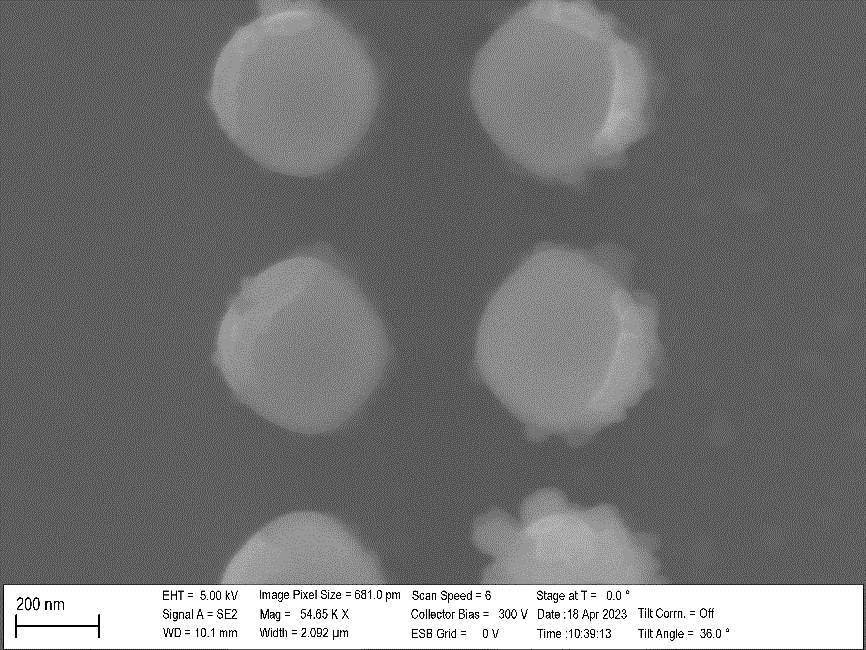 200 nm
EHT = 5.00 kV Image Pixel Size = 681.0 pm Scan Speed = 6 Stage at T = 0.0 °
Signal A = SE2 Mag = 54.65 K X Collector Bias = 300 V Date :18 Apr 2023 Tilt Corrn. = Off
WD = 10.1 mm Width = 2.092 µm ESB Grid = 0 V Time :10:39:13 Tilt Angle = 36.0 °